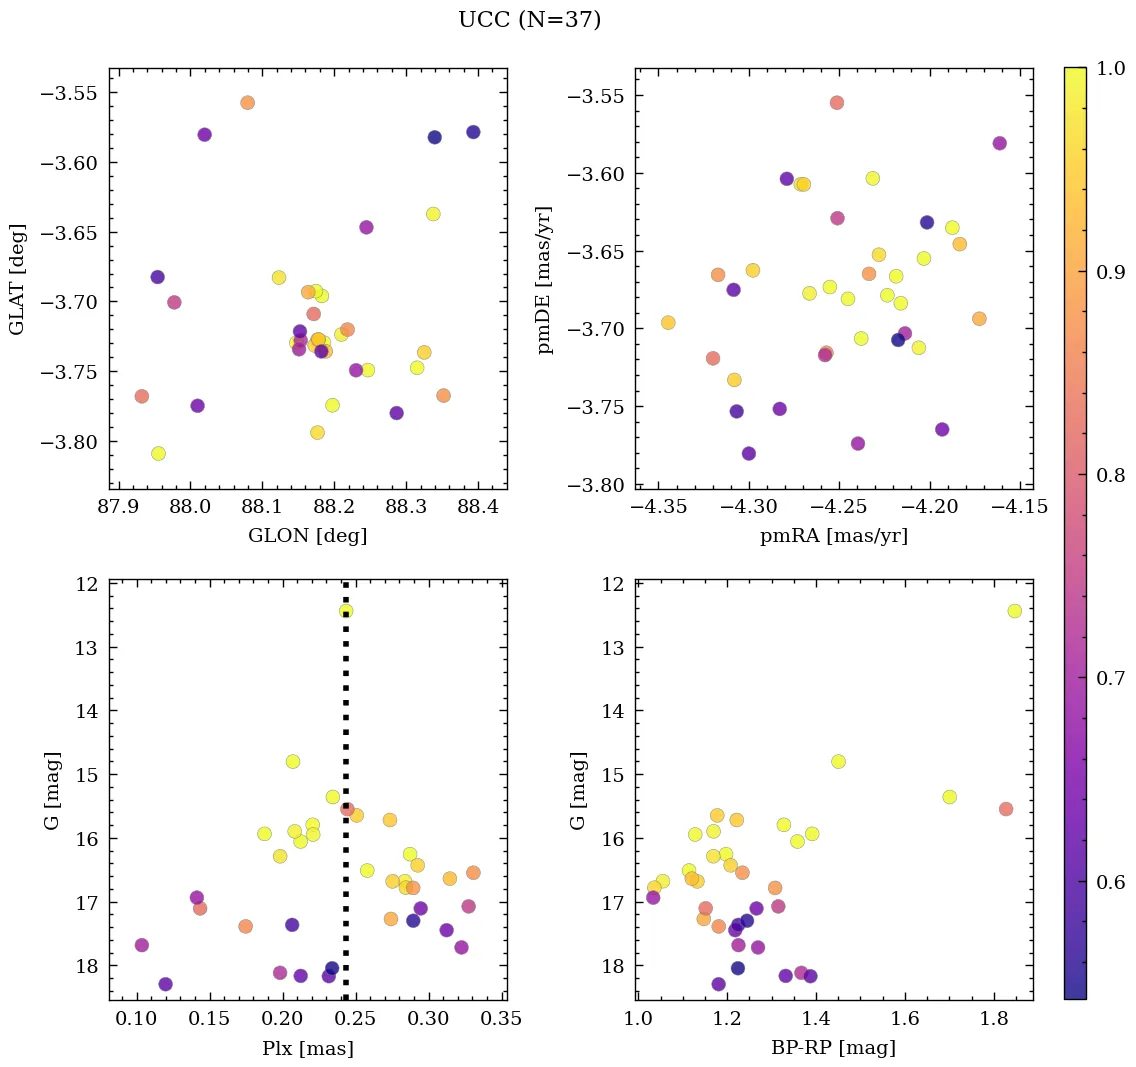 UCC (N=37)
−3.55
−3.60
−3.65
−3.70
−3.75
−3.80
GLAT [deg]
87.9 88.0 88.1 88.2 88.3 88.4
GLON [deg]
−3.55
−3.60
−3.65
−3.70
−3.75
−3.80
pmDE [mas/yr]
−4.35 −4.30 −4.25 −4.20 −4.15
pmRA [mas/yr]
1.0
0.9
0.8
0.7
0.6
12
13
14
15
16
17
18
G [mag]
0.10 0.15 0.20 0.25 0.30 0.35
Plx [mas]
12
13
14
15
16
17
18
G [mag]
1.0 1.2 1.4 1.6 1.8
BP-RP [mag]